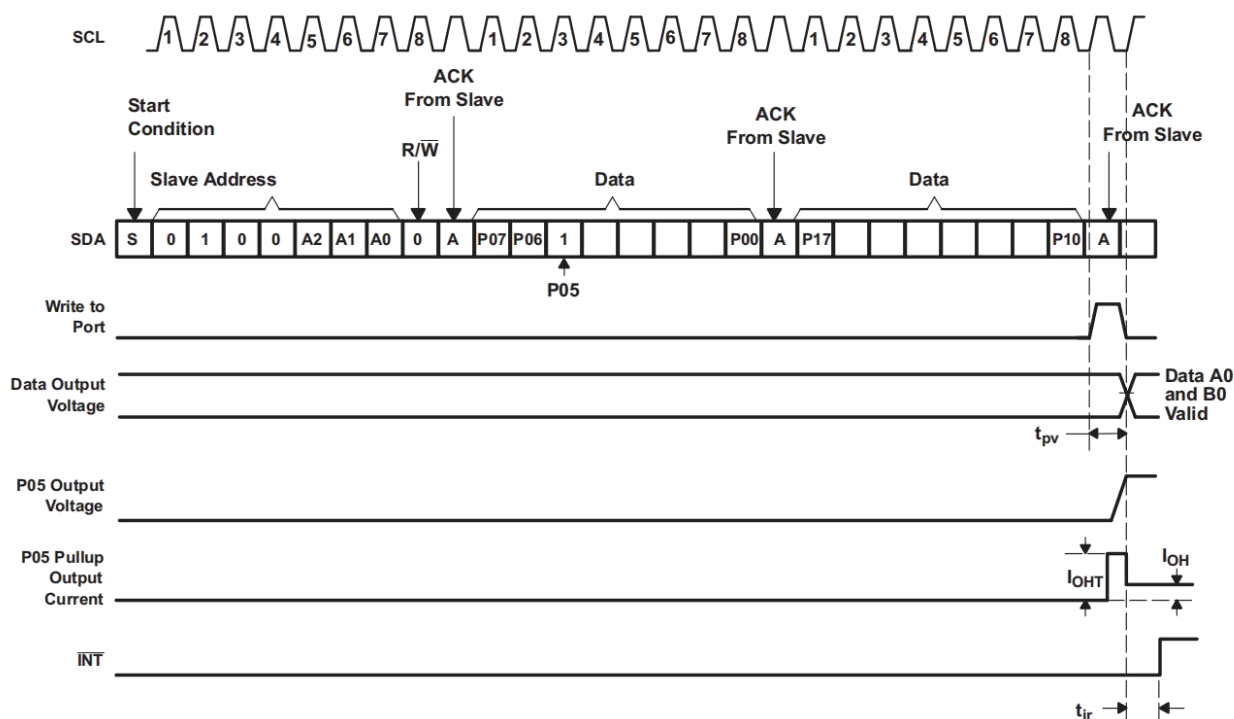 SCL 1 2 3 4 5 6 7 8 1 2 3 4 5 6 7 8 1 2 3 4 5 6 7 8
Start
Condition
ACK
From Slave
R/W̅
ACK
From Slave
ACK
From Slave
Slave Address
Data
Data
SDA S 0 1 0 0 A2 A1 A0 0 A P07 P06 1 P00 A P17 P10 A
P05
Write to
Port
Data Output
Voltage
Data A0
and B0
Valid
tpv
P05 Output
Voltage
P05 Pullup
Output
Current
IOHT
IOH
I̅N̅T̅
tir